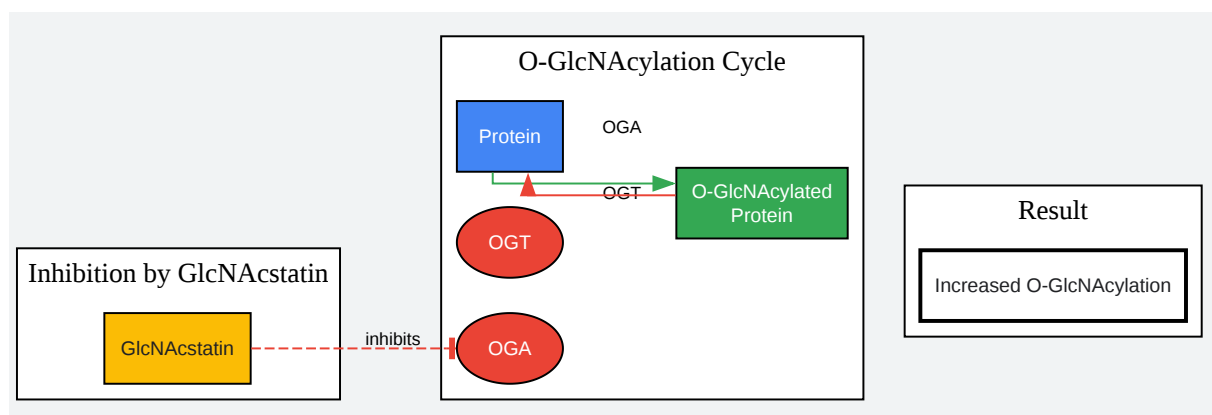 O-GlcNAcylation Cycle
Protein
OGA
OGT
O-GlcNAcylated
Protein
OGT
OGA
Inhibition by GlcNAcstatin
GlcNAcstatin
inhibits
Result
Increased O-GlcNAcylation